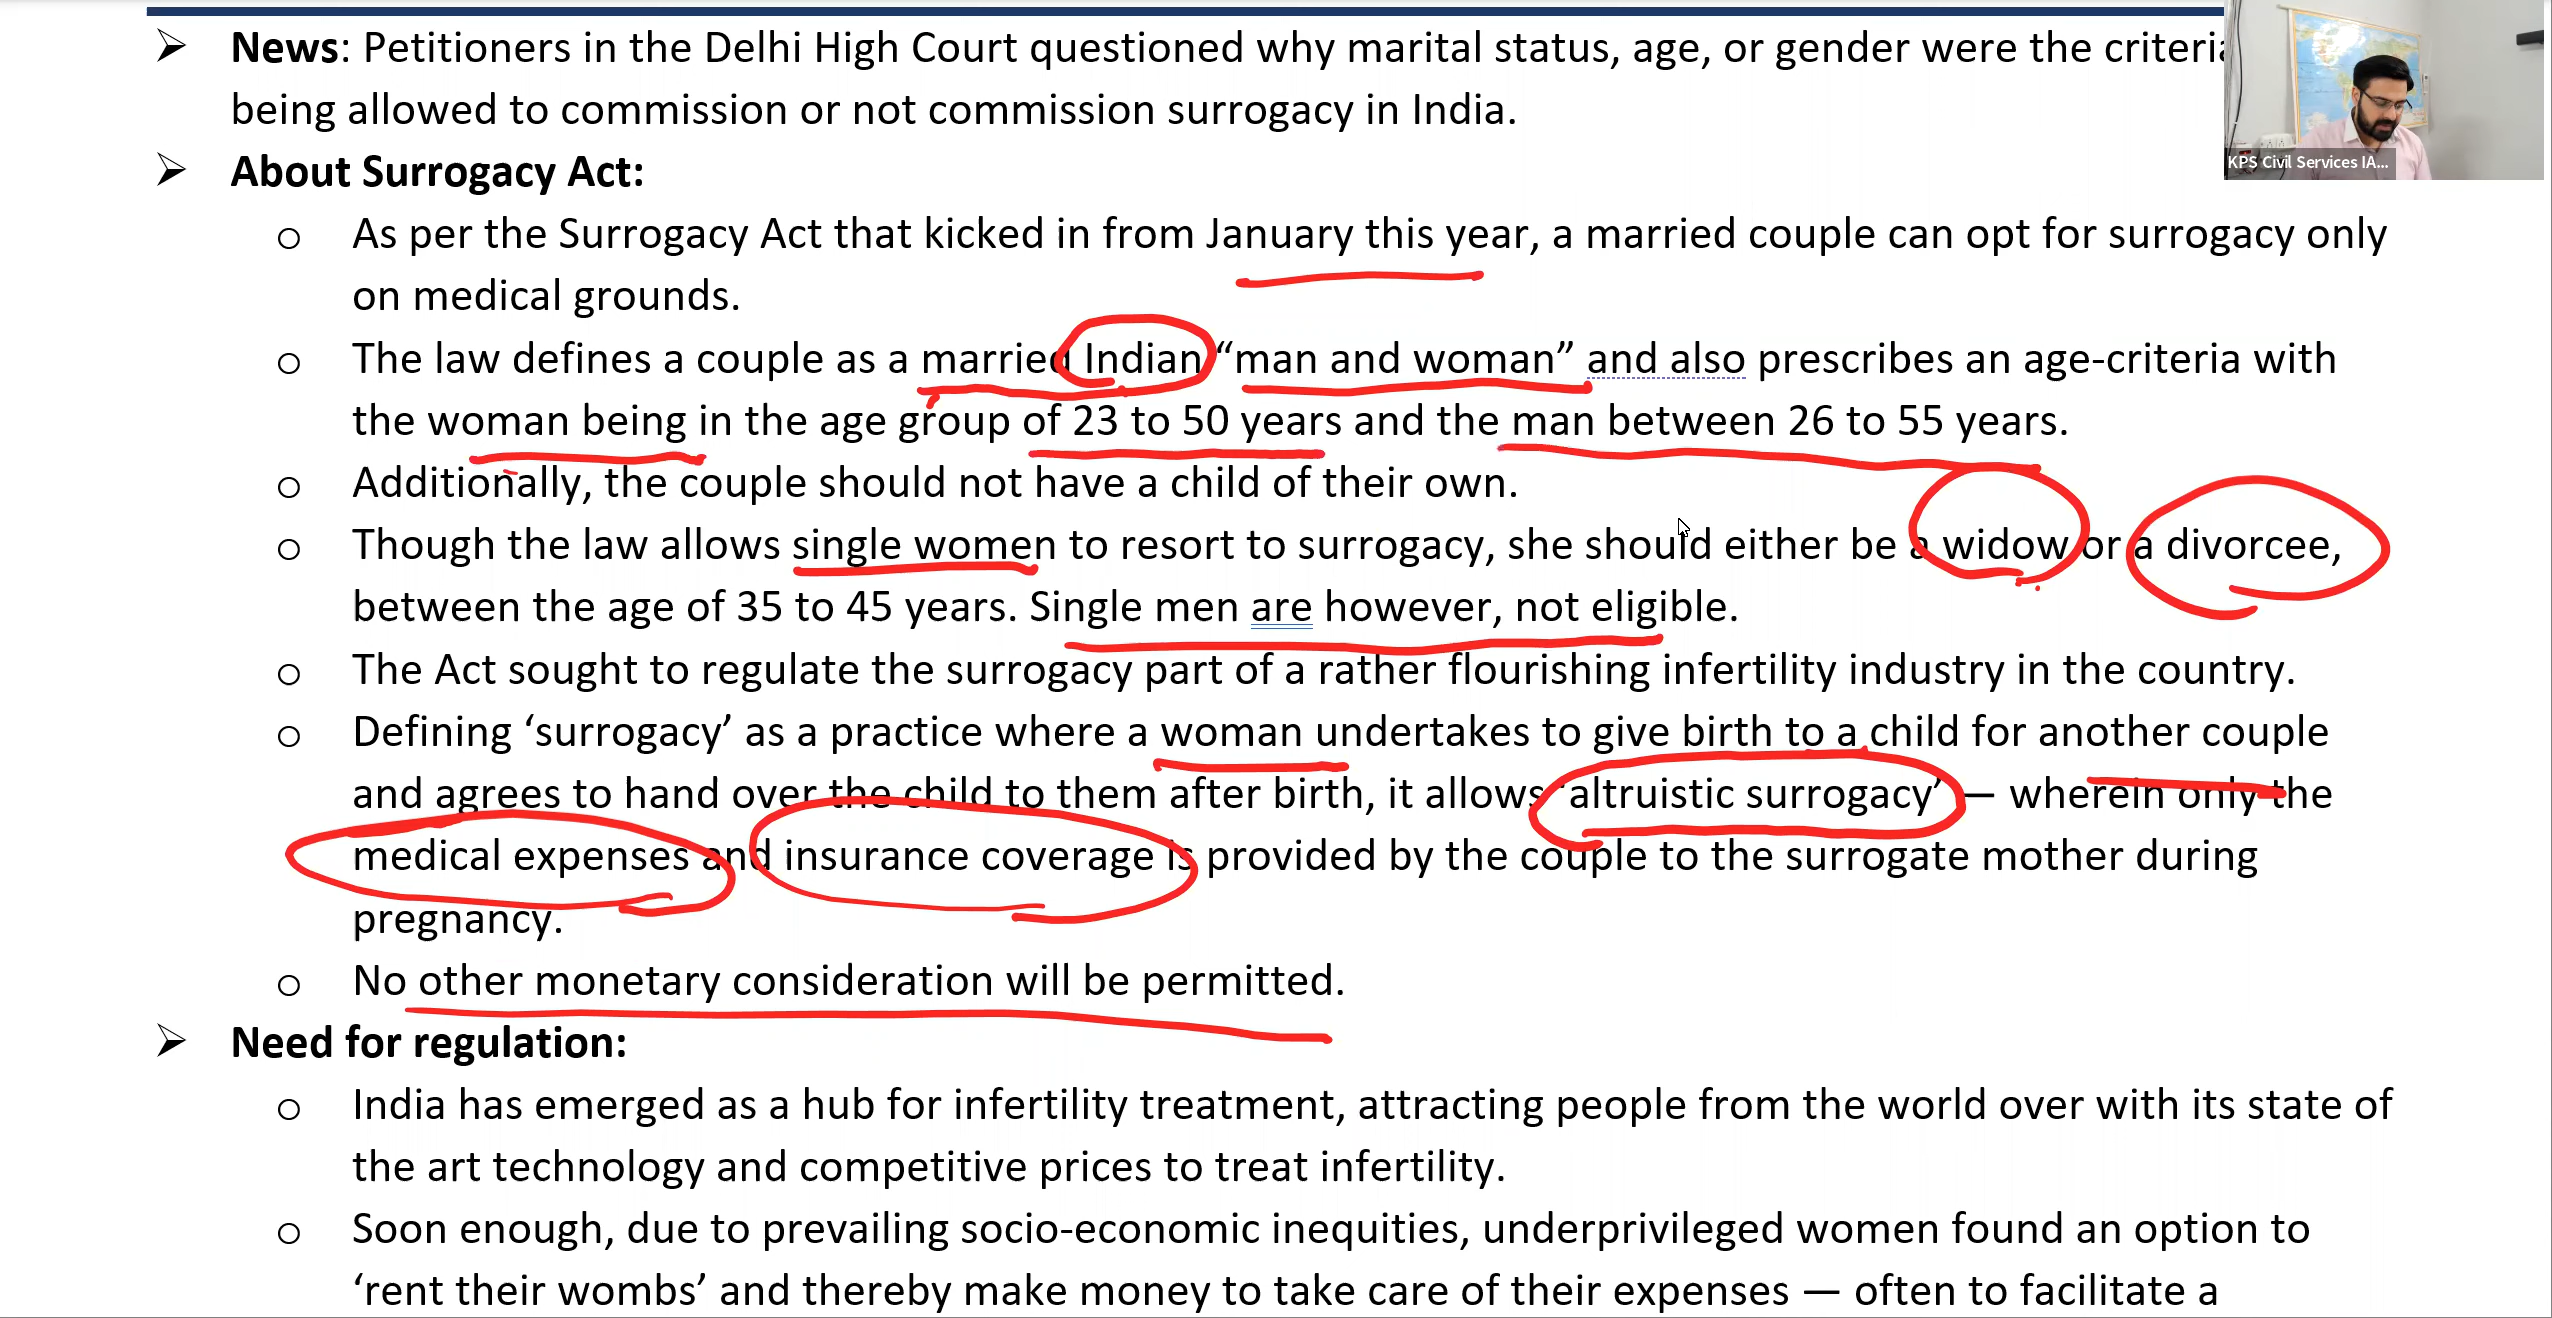 ➢ News: Petitioners in the Delhi High Court questioned why marital status, age, or gender were the criteria
being allowed to commission or not commission surrogacy in India.
KPS Civil Services IA...
➢ About Surrogacy Act:
o As per the Surrogacy Act that kicked in from January this year, a married couple can opt for surrogacy only
on medical grounds.
o The law defines a couple as a married Indian “man and woman” and also prescribes an age-criteria with
the woman being in the age group of 23 to 50 years and the man between 26 to 55 years.
o Additionally, the couple should not have a child of their own.
o Though the law allows single women to resort to surrogacy, she should either be a widow or a divorcee,
between the age of 35 to 45 years. Single men are however, not eligible.
o The Act sought to regulate the surrogacy part of a rather flourishing infertility industry in the country.
o Defining ‘surrogacy’ as a practice where a woman undertakes to give birth to a child for another couple
and agrees to hand over the child to them after birth, it allows ‘altruistic surrogacy’ — wherein only the
medical expenses and insurance coverage is provided by the couple to the surrogate mother during
pregnancy.
o No other monetary consideration will be permitted.
➢ Need for regulation:
o India has emerged as a hub for infertility treatment, attracting people from the world over with its state of
the art technology and competitive prices to treat infertility.
o Soon enough, due to prevailing socio-economic inequities, underprivileged women found an option to
‘rent their wombs’ and thereby make money to take care of their expenses — often to facilitate a